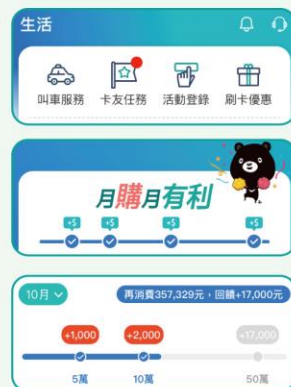 生活
叫車服務 卡友任務 活動登錄 刷卡優惠
月購月有利
+$ +$ +$ +$
10月 再消費357,329元，回饋+17,000元
+1,000 +2,000 +17,000
5萬 10萬 50萬